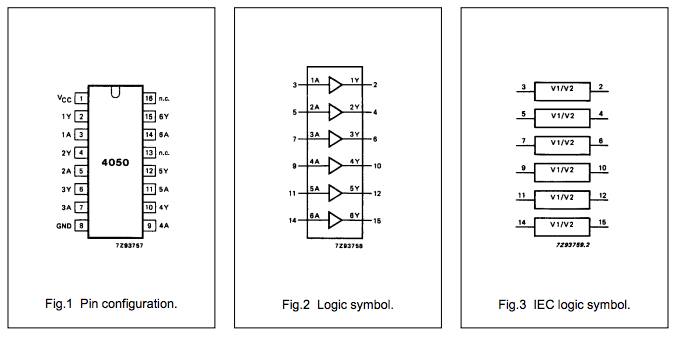 VCC 1 16 n.c.
1Y 2 15 6Y
1A 3 14 6A
2Y 4 13 n.c.
4050
2A 5 12 5Y
3Y 6 11 5A
3A 7 10 4Y
GND 8 9 4A
7Z93757
Fig.1 Pin configuration.
3 1A 1Y 2
5 2A 2Y 4
7 3A 3Y 6
9 4A 4Y 10
11 5A 5Y 12
14 6A 6Y 15
7Z93758
Fig.2 Logic symbol.
3 V1/V2 2
5 V1/V2 4
7 V1/V2 6
9 V1/V2 10
11 V1/V2 12
14 V1/V2 15
7Z93759.2
Fig.3 IEC logic symbol.